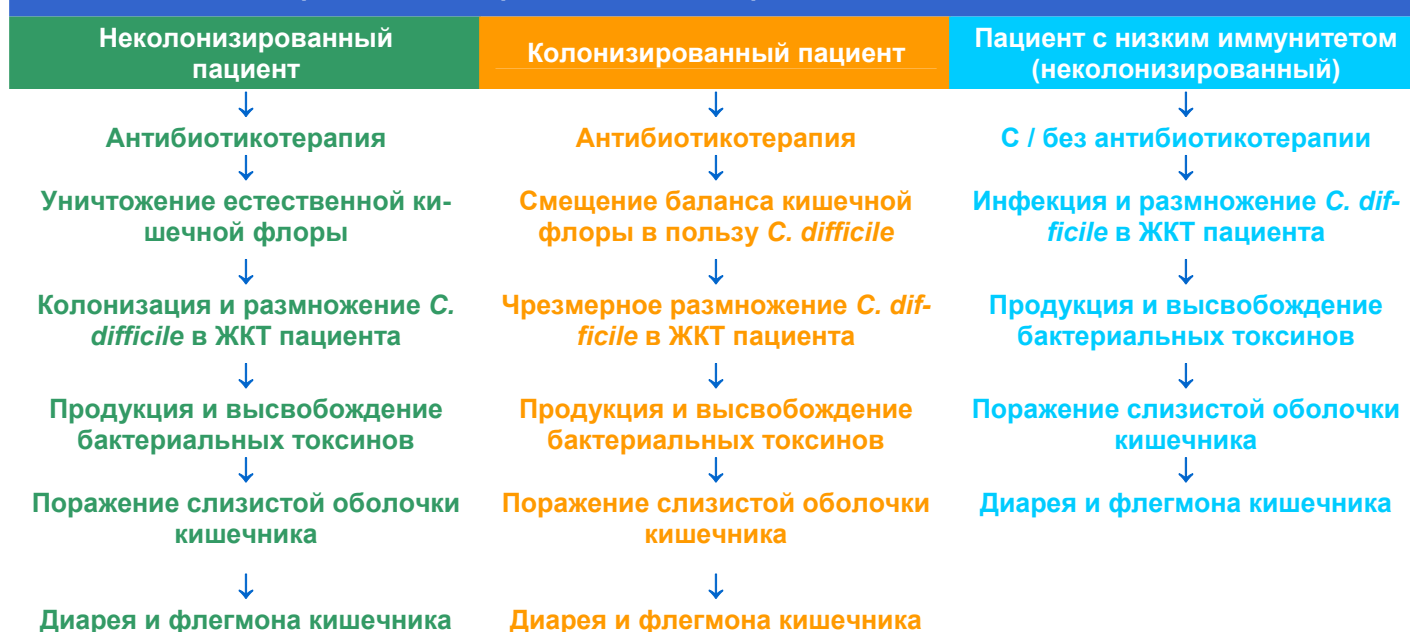 Неколонизированный
пациент
↓
Антибиотикотерапия
↓
Уничтожение естественной ки-
шечной флоры
↓
Колонизация и размножение C.
difficile в ЖКТ пациента
↓
Продукция и высвобождение
бактериальных токсинов
↓
Поражение слизистой оболочки
кишечника
↓
Диарея и флегмона кишечника
Колонизированный пациент
↓
Антибиотикотерапия
↓
Смещение баланса кишечной
флоры в пользу C. difficile
↓
Чрезмерное размножение C. dif-
ficile в ЖКТ пациента
↓
Продукция и высвобождение
бактериальных токсинов
↓
Поражение слизистой оболочки
кишечника
↓
Диарея и флегмона кишечника
Пациент с низким иммунитетом
(неколонизированный)
↓
С / без антибиотикотерапии
↓
Инфекция и размножение C. dif-
ficile в ЖКТ пациента
↓
Продукция и высвобождение
бактериальных токсинов
↓
Поражение слизистой оболочки
кишечника
↓
Диарея и флегмона кишечника